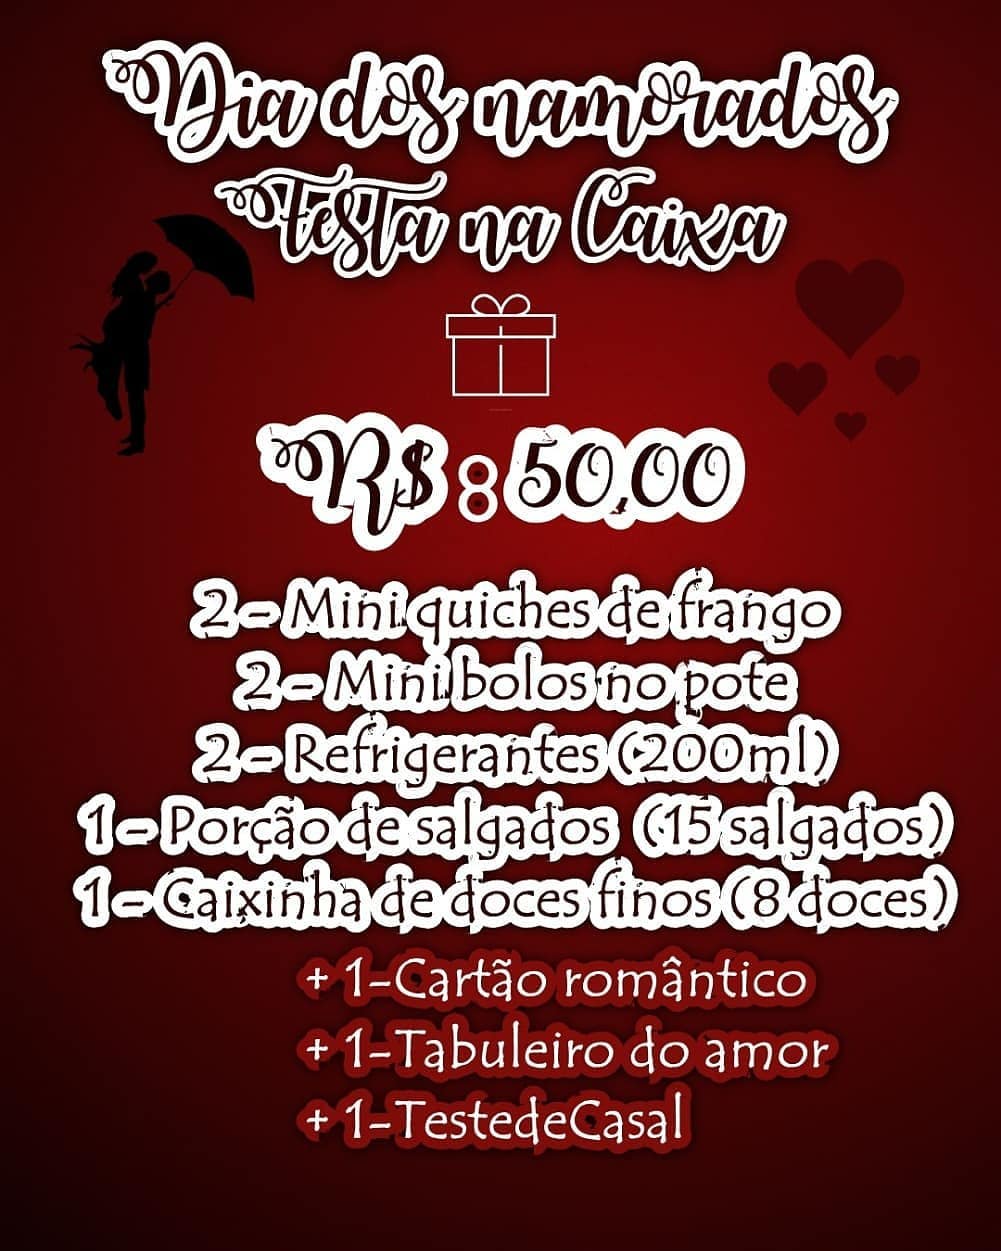 Dia dos namorados
Festa na Caixa
R$ : 50,00
2- Mini quiches de frango
2- Mini bolos no pote
2- Refrigerantes (200ml)
1- Porção de salgados (15 salgados)
1- Caixinha de doces finos (8 doces)
+ 1-Cartão romântico
+ 1-Tabuleiro do amor
+ 1-TestedeCasal